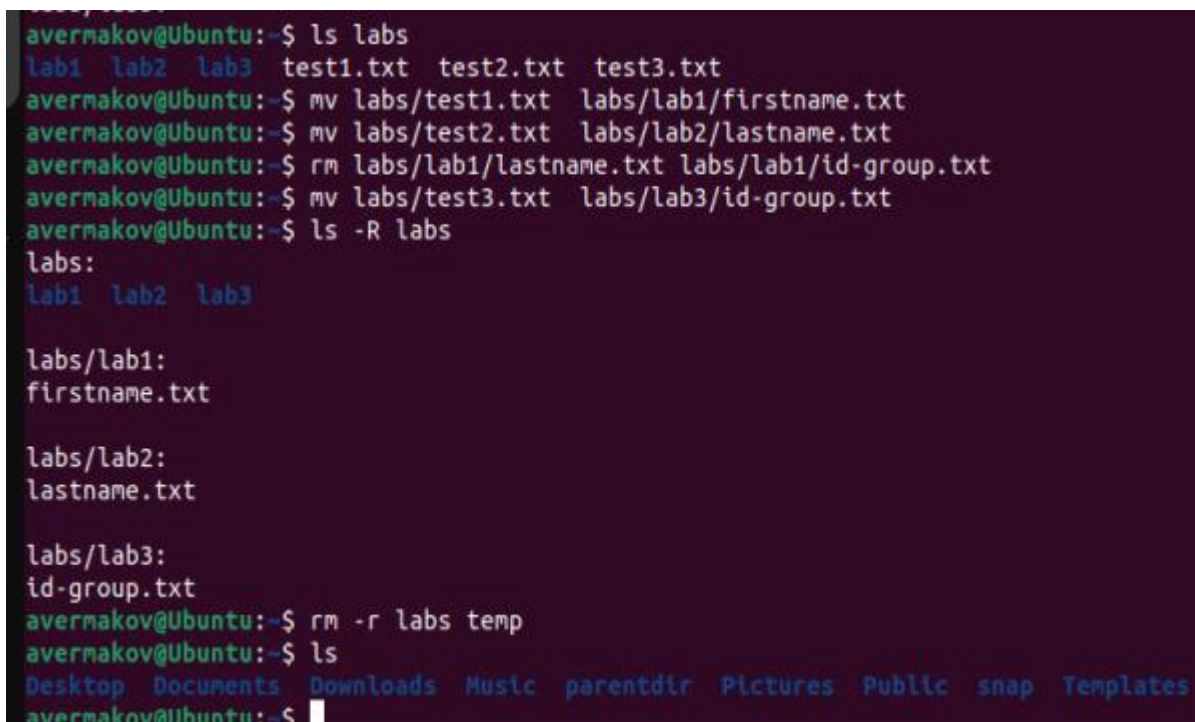 avermakov@Ubuntu:~$ ls labs
lab1  lab2  lab3  test1.txt  test2.txt  test3.txt
avermakov@Ubuntu:~$ mv labs/test1.txt  labs/lab1/firstname.txt
avermakov@Ubuntu:~$ mv labs/test2.txt  labs/lab2/lastname.txt
avermakov@Ubuntu:~$ rm labs/lab1/lastname.txt labs/lab1/id-group.txt
avermakov@Ubuntu:~$ mv labs/test3.txt  labs/lab3/id-group.txt
avermakov@Ubuntu:~$ ls -R labs
labs:
lab1  lab2  lab3
labs/lab1:
firstname.txt
labs/lab2:
lastname.txt
labs/lab3:
id-group.txt
avermakov@Ubuntu:~$ rm -r labs temp
avermakov@Ubuntu:~$ ls
Desktop  Documents  Downloads  Music  parentdir  Pictures  Public  snap  Templates
avermakov@Ubuntu:~$